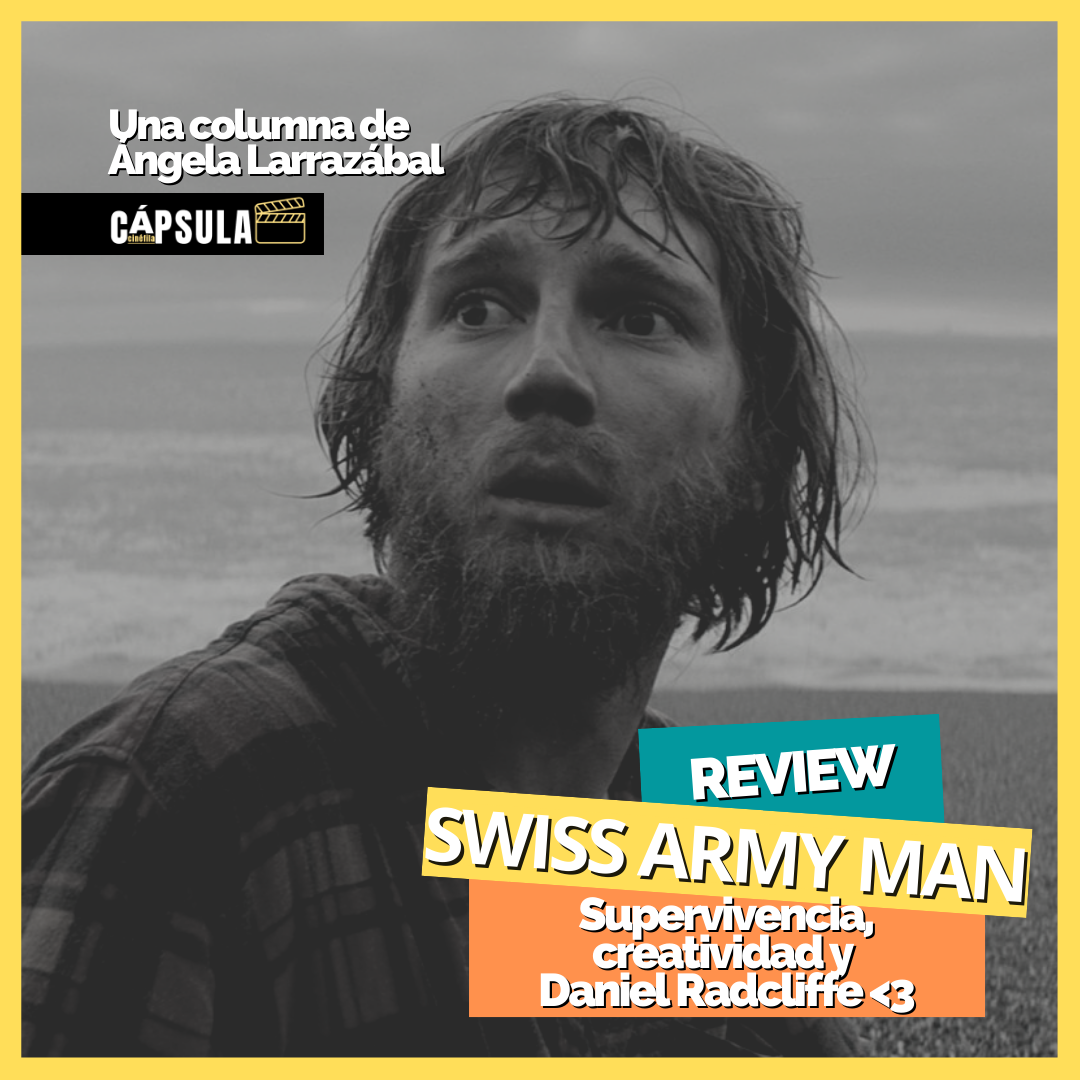 Una columna de
Ángela Larrazábal
CÁPSULA
cinéfila
REVIEW
SWISS ARMY MAN
Supervivencia,
creatividad y
Daniel Radcliffe <3